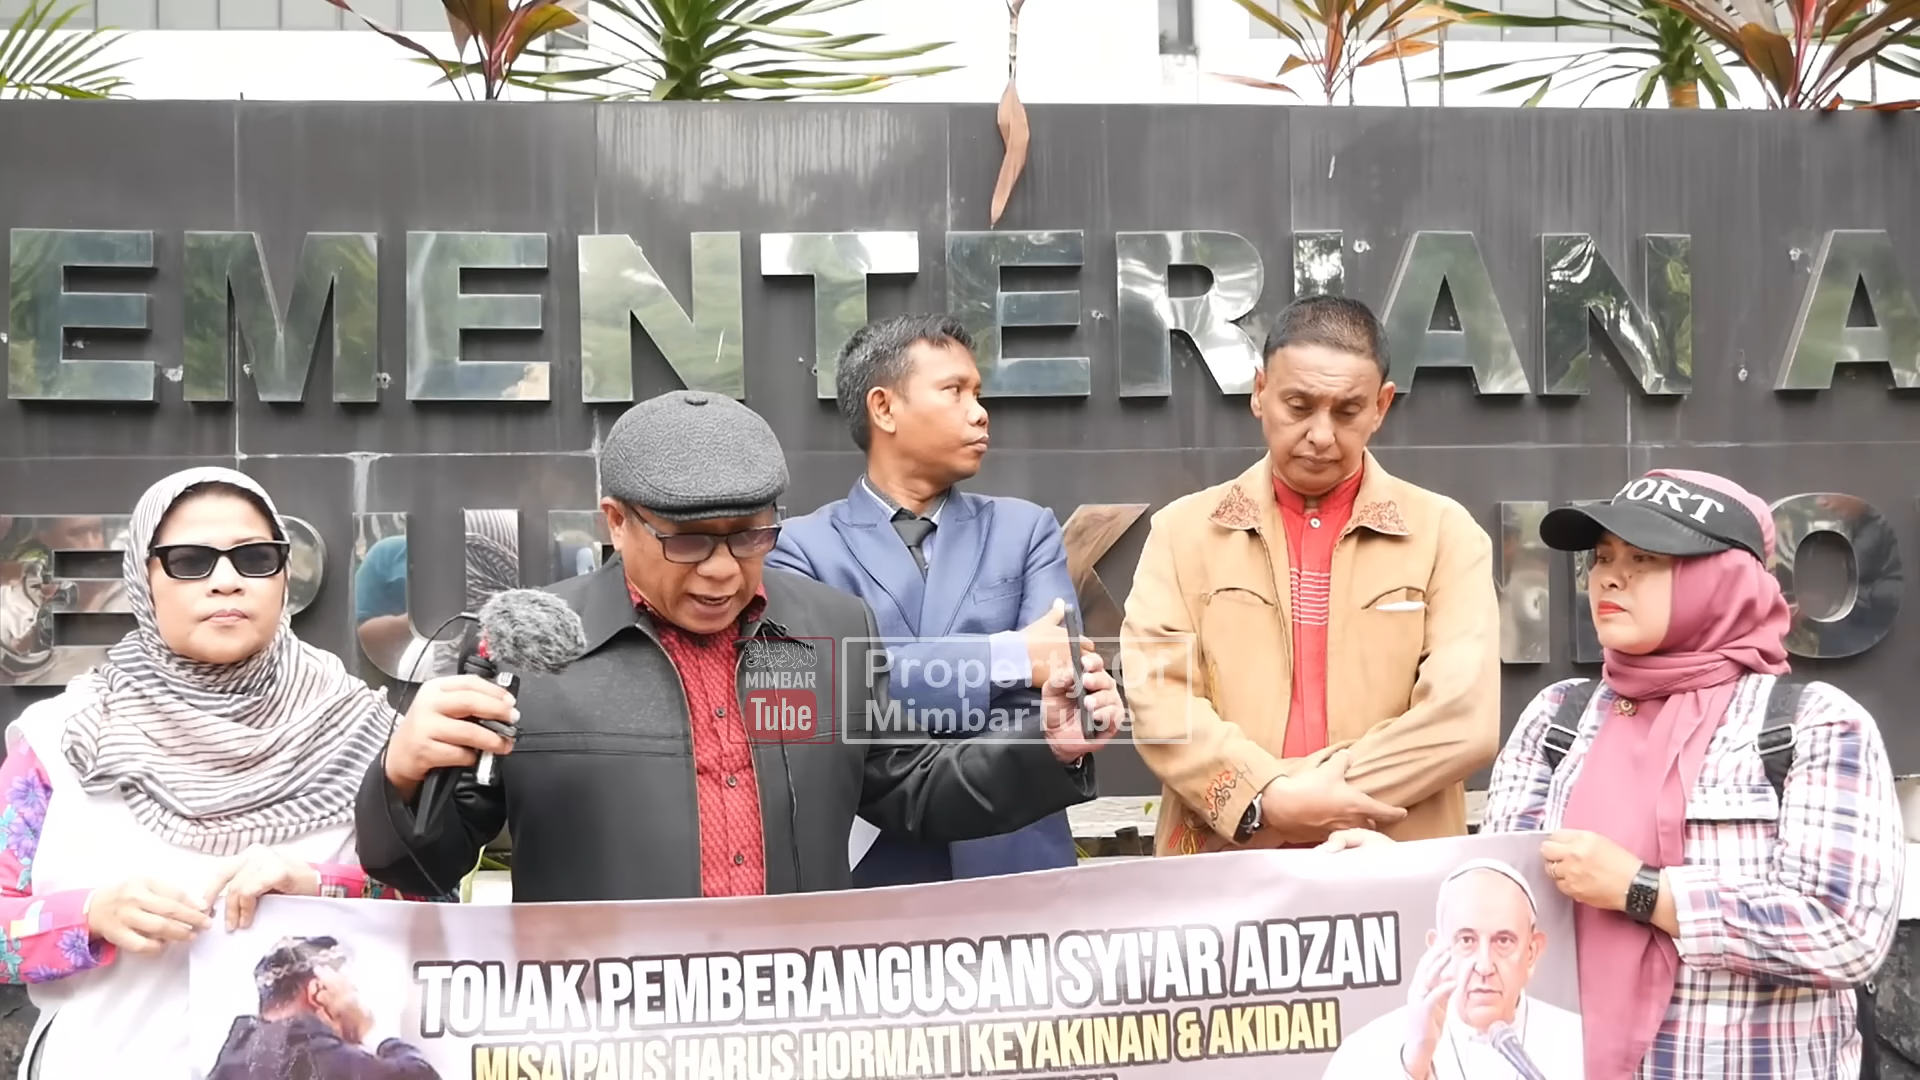 EMENTERIAN A
PORT
MIMBAR
Tube
Property Of
MimbarTube
TOLAK PEMBERANGUSAN SYI'AR ADZAN
MISA PAUS HARUS HORMATI KEYAKINAN & AKIDAH